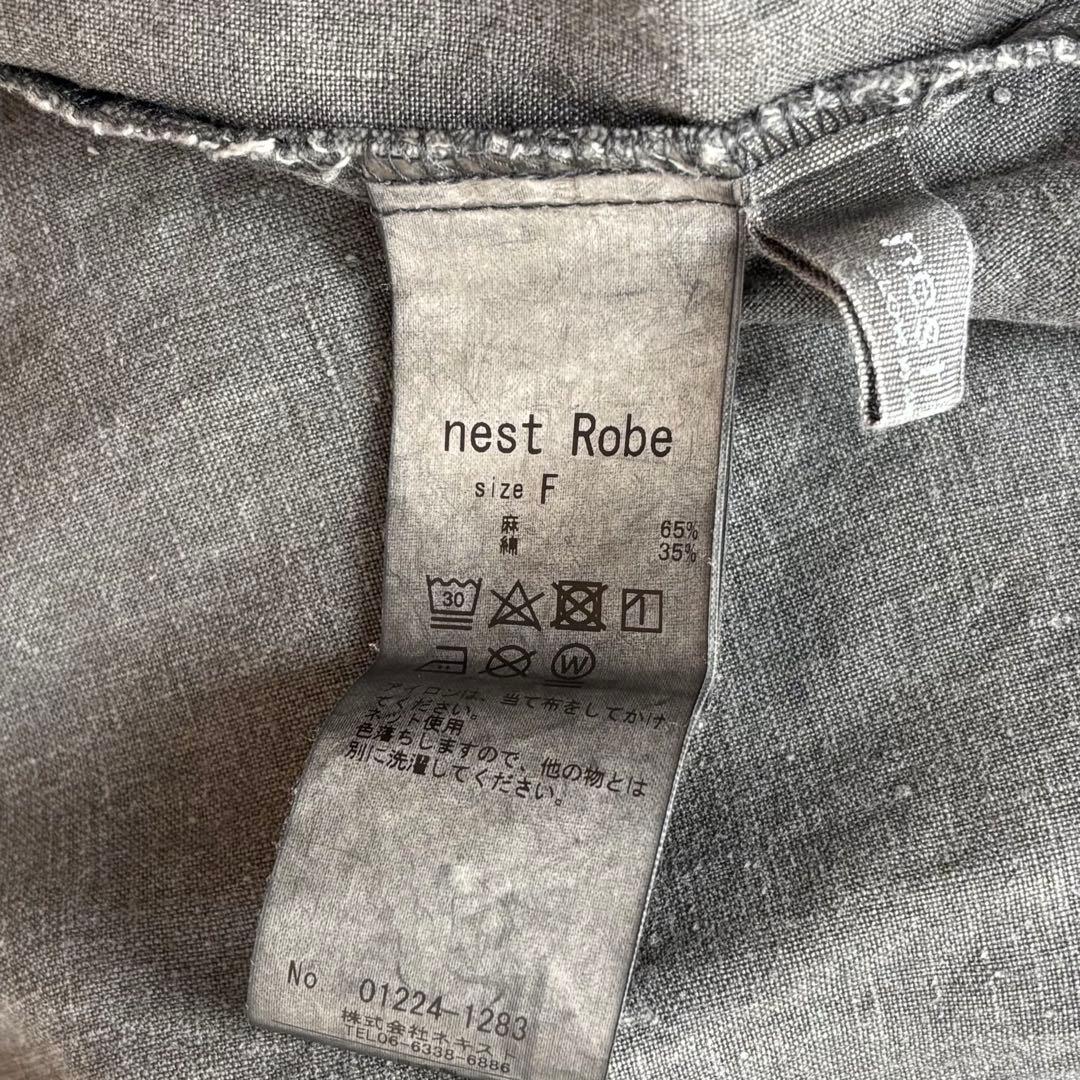 nest Robe
size F
麻 65%
綿 35%
30
W
アイロンは、当て布をしてかけ
てください。
ネット使用
色落ちしますので、他の物とは
別に洗濯してください。
No 01224-1283
株式会社ネキスト
TEL06-6338-6886
nest